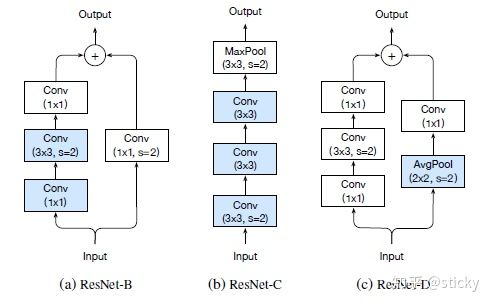 Output
+
Conv
(1x1)
Conv
(3x3, s=2)
Conv
(1x1)
Conv
(1x1, s=2)
Input
(a) ResNet-B
Output
MaxPool
(3x3, s=2)
Conv
(3x3)
Conv
(3x3)
Conv
(3x3, s=2)
Input
(b) ResNet-C
Output
+
Conv
(1x1)
Conv
(3x3, s=2)
Conv
(1x1)
Conv
(1x1)
AvgPool
(2x2, s=2)
Input
(c) ResNet-D
知乎 @sticky